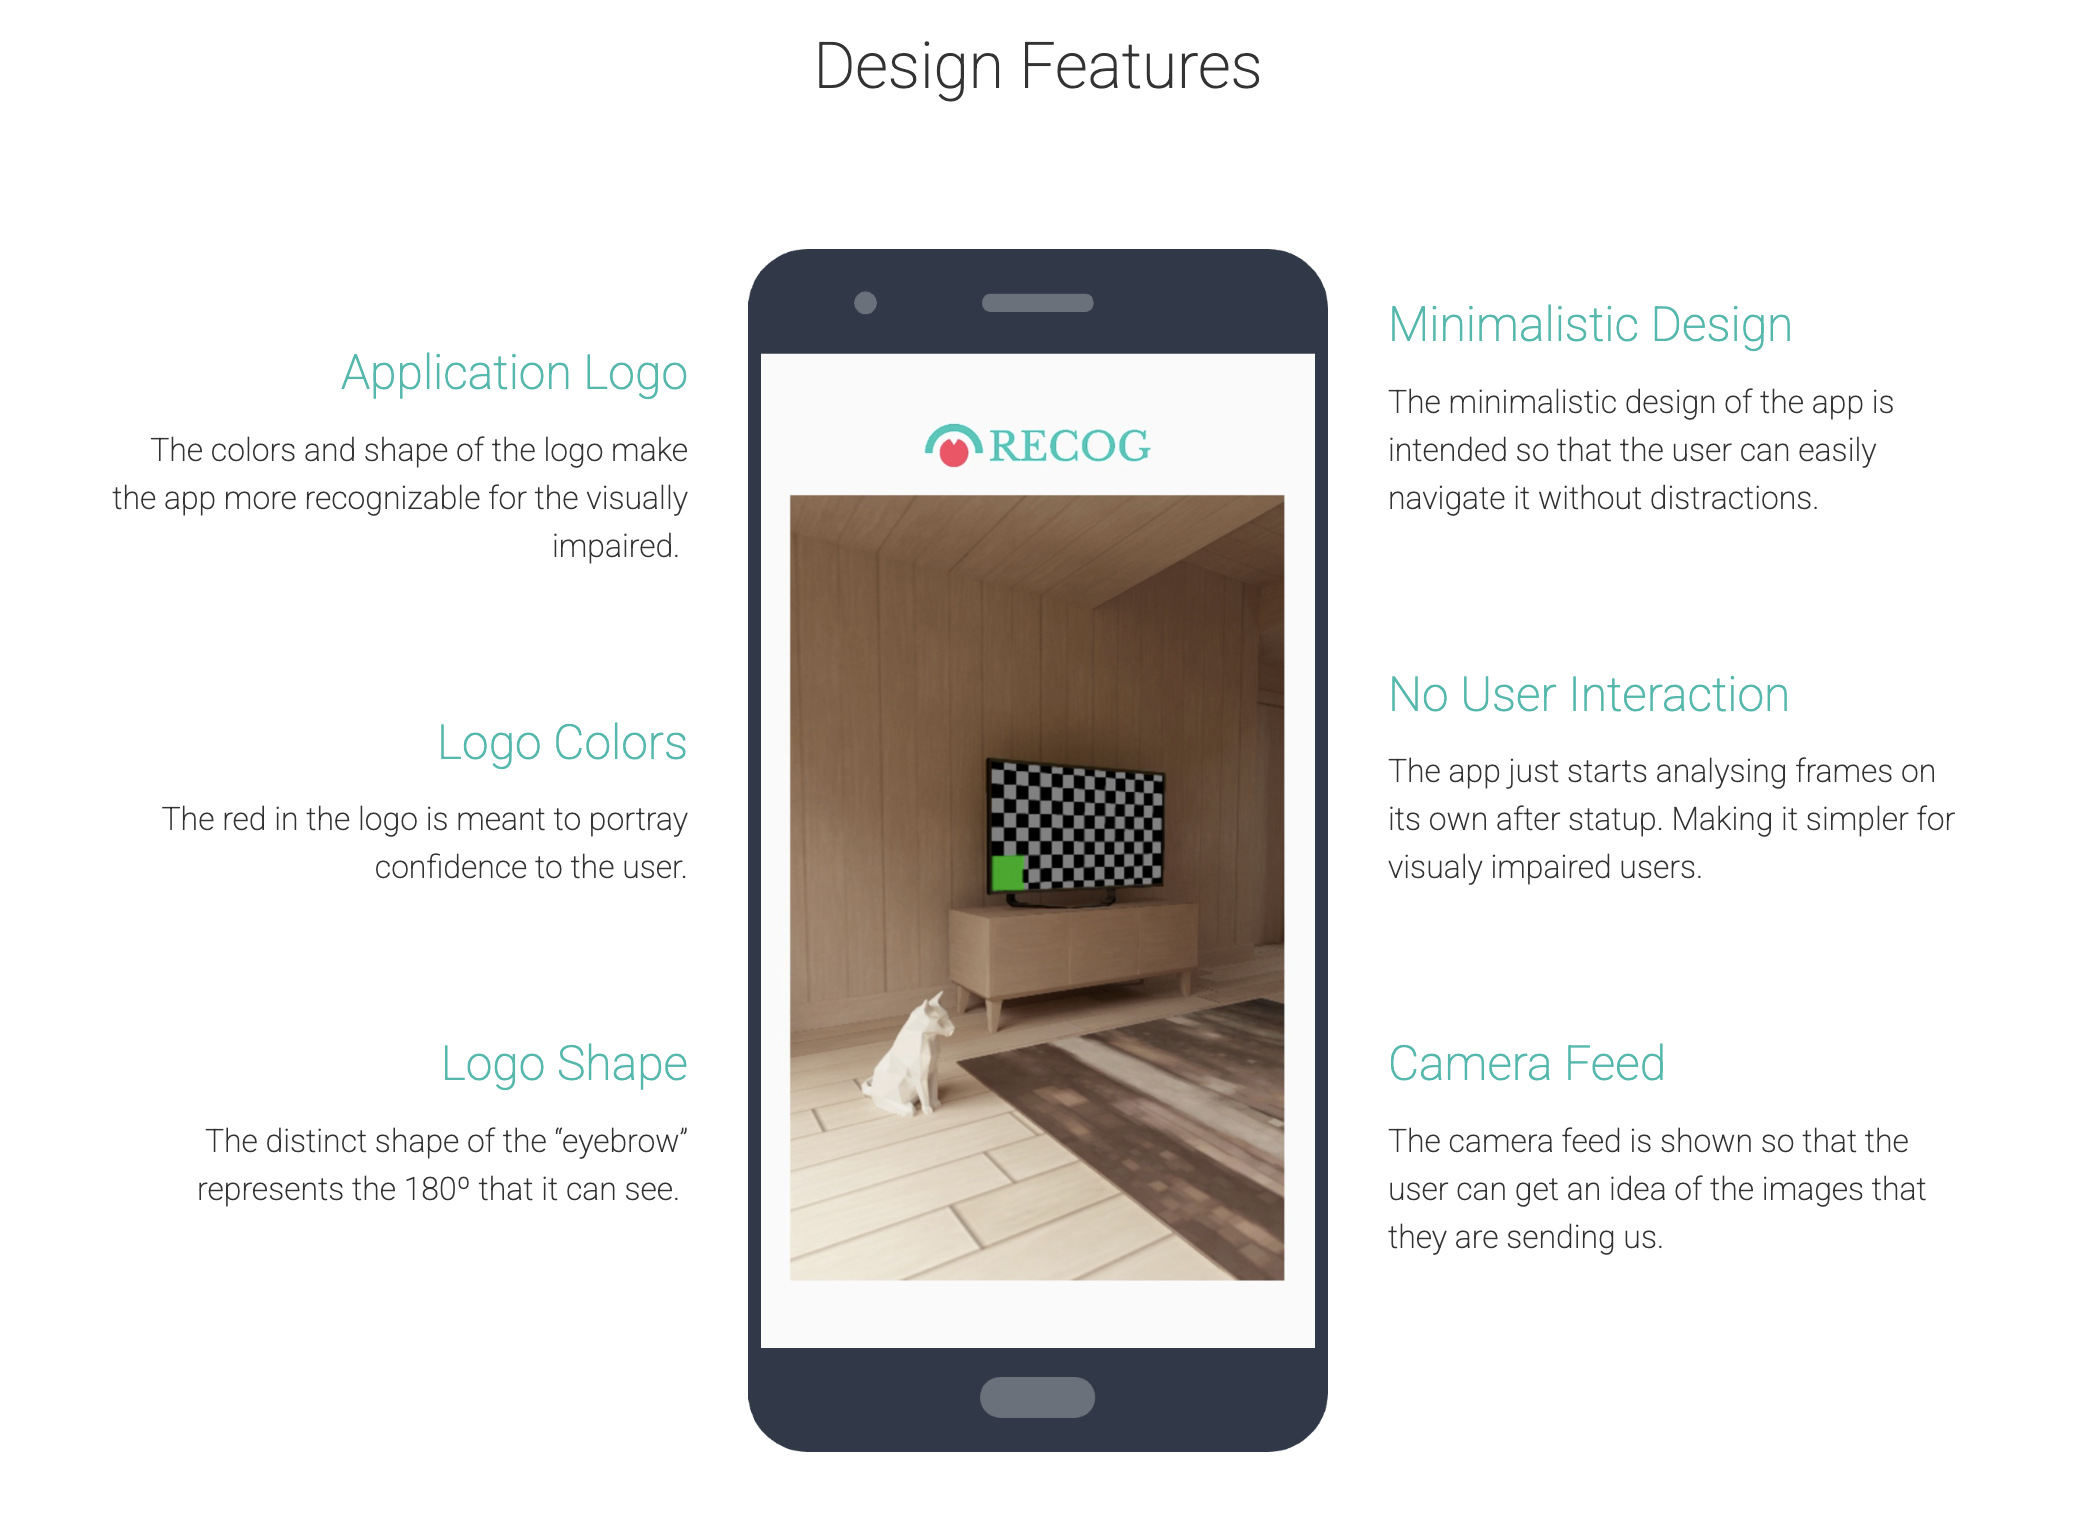 Design Features
Application Logo
The colors and shape of the logo make
the app more recognizable for the visually
impaired.
Logo Colors
The red in the logo is meant to portray
confidence to the user.
Logo Shape
The distinct shape of the “eyebrow”
represents the 180º that it can see.
RECOG
Minimalistic Design
The minimalistic design of the app is
intended so that the user can easily
navigate it without distractions.
No User Interaction
The app just starts analysing frames on
its own after statup. Making it simpler for
visualy impaired users.
Camera Feed
The camera feed is shown so that the
user can get an idea of the images that
they are sending us.